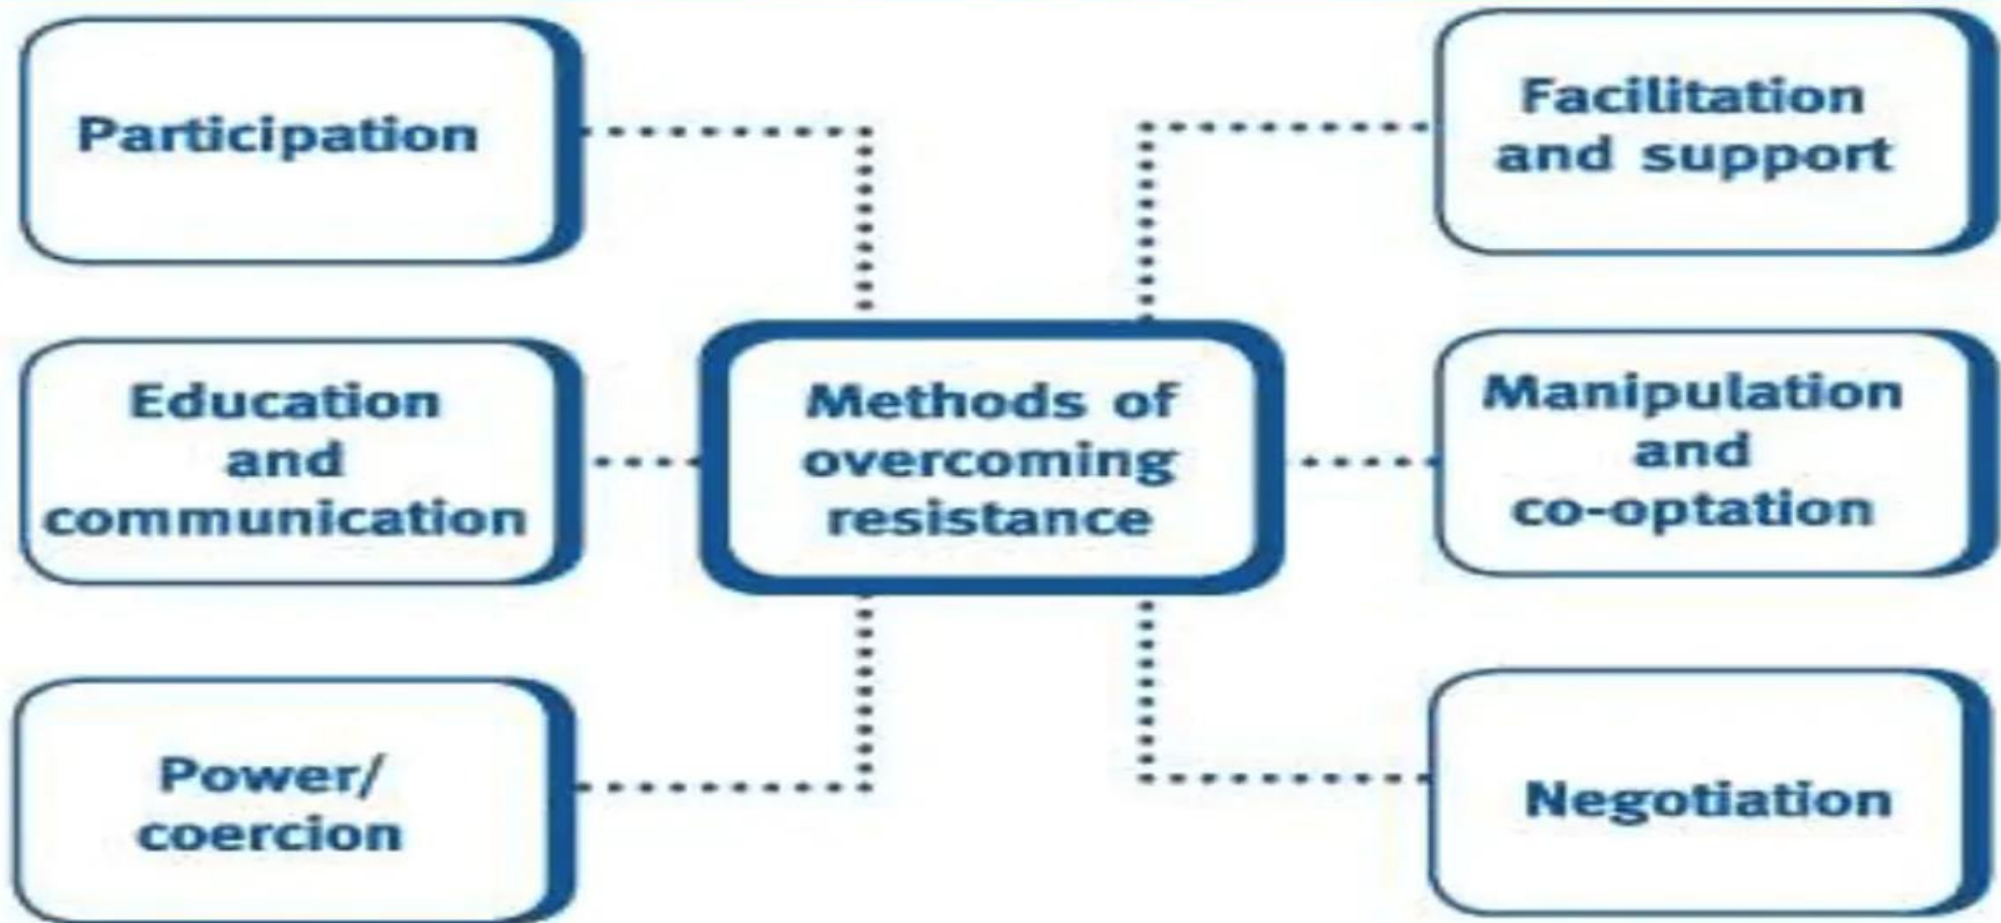 Participation
Facilitation
and support
Education
and
communication
Methods of
overcoming
resistance
Manipulation
and
co-optation
Power/
coercion
Negotiation